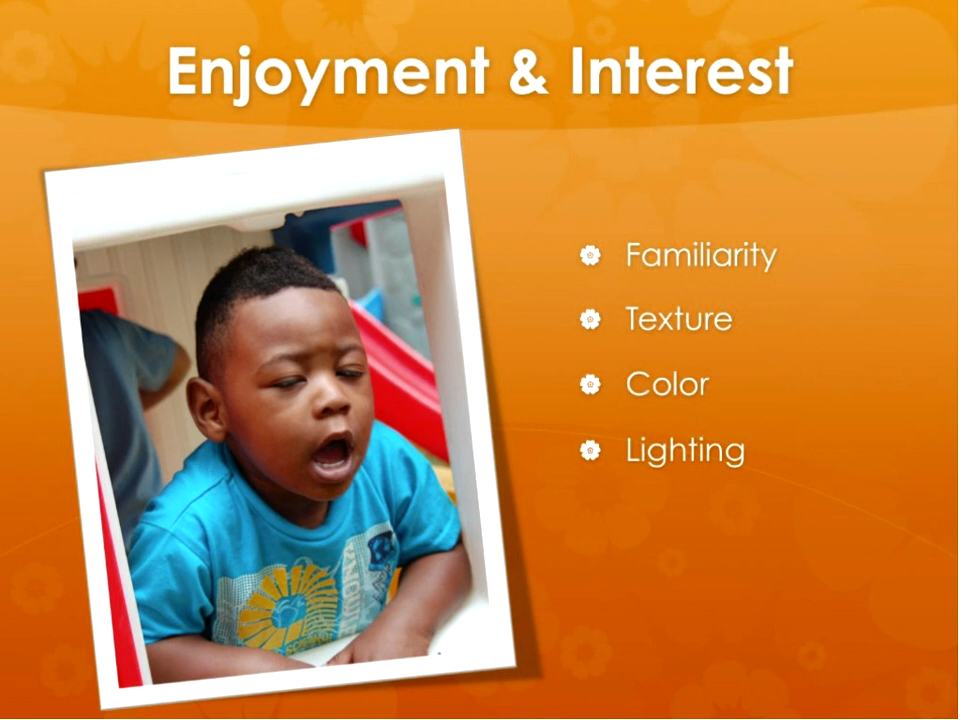 Enjoyment & Interest
Familiarity
Texture
Color
Lighting